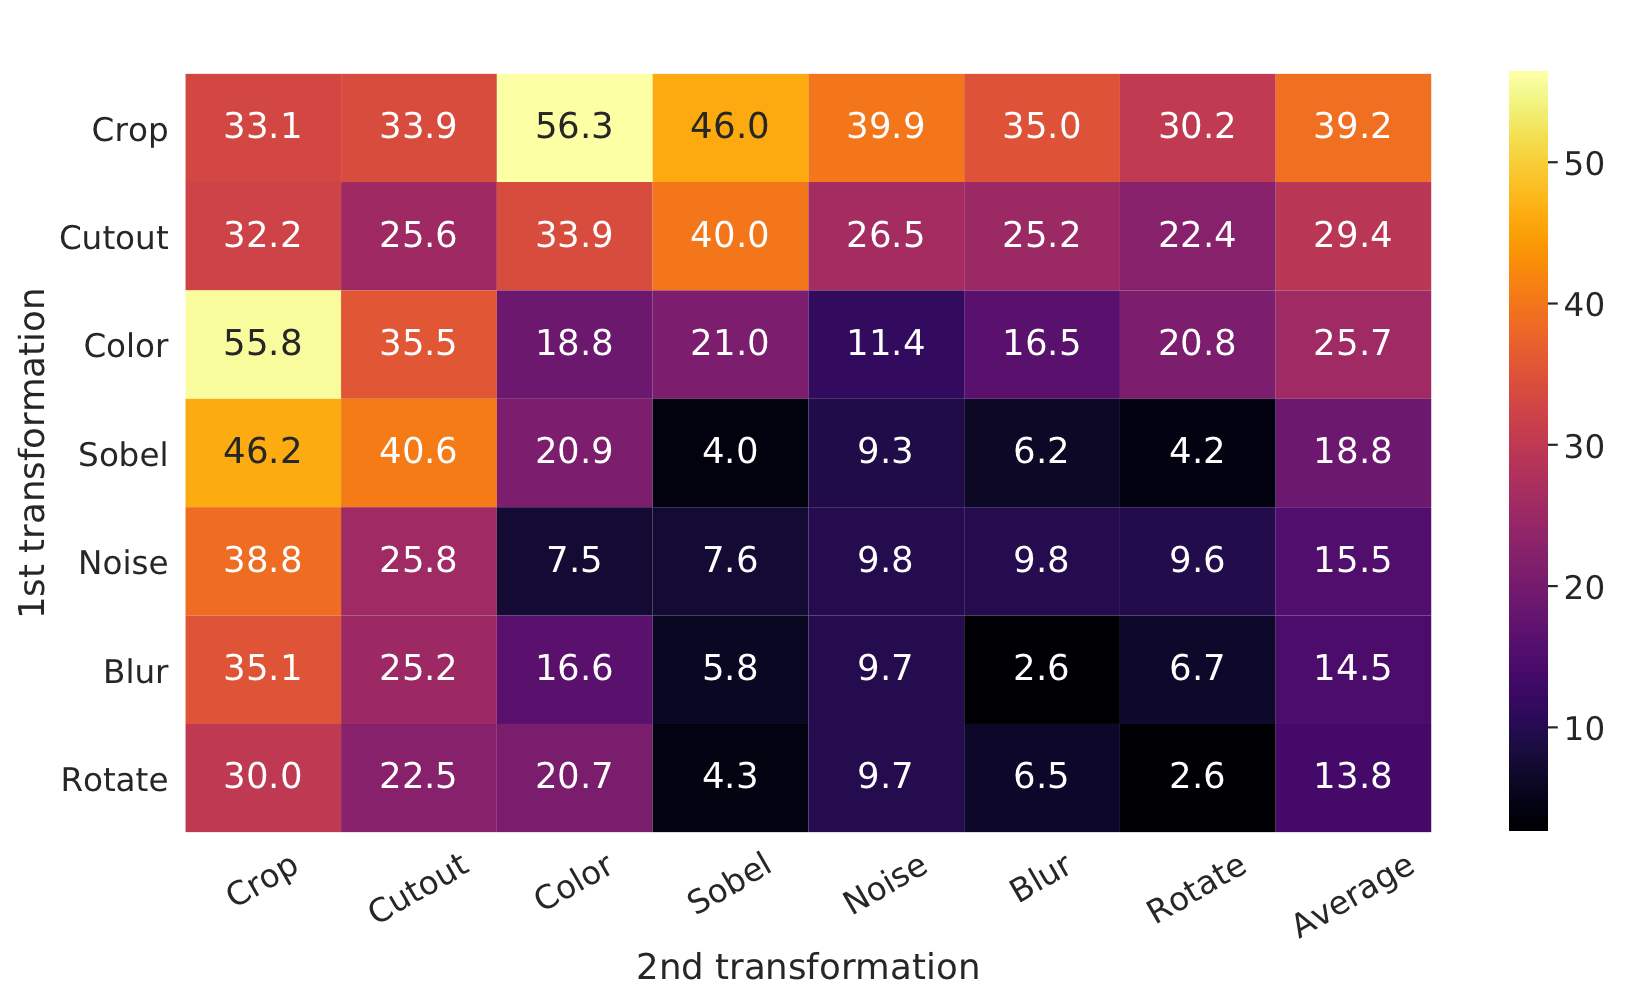 Crop 33.1 33.9 56.3 46.0 39.9 35.0 30.2 39.2
Cutout 32.2 25.6 33.9 40.0 26.5 25.2 22.4 29.4
Color 55.8 35.5 18.8 21.0 11.4 16.5 20.8 25.7
Sobel 46.2 40.6 20.9 4.0 9.3 6.2 4.2 18.8
Noise 38.8 25.8 7.5 7.6 9.8 9.8 9.6 15.5
Blur 35.1 25.2 16.6 5.8 9.7 2.6 6.7 14.5
Rotate 30.0 22.5 20.7 4.3 9.7 6.5 2.6 13.8
Crop Cutout Color Sobel Noise Blur Rotate Average
2nd transformation
1st transformation
50
40
30
20
10